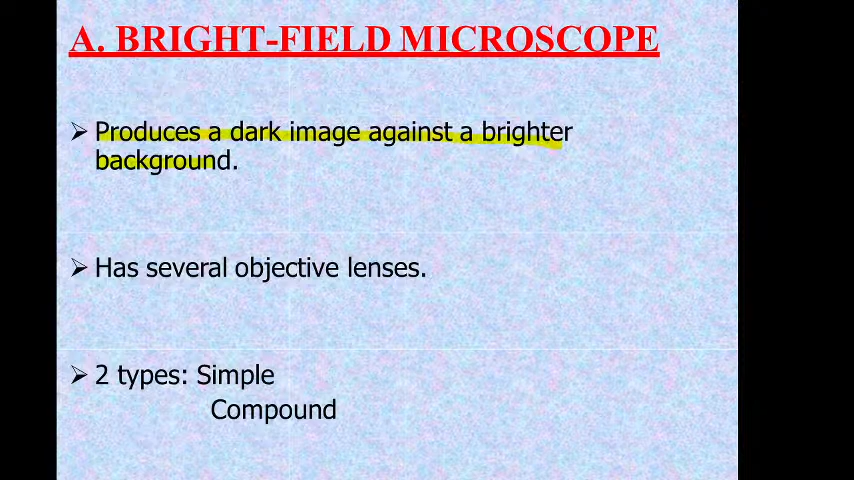 A. BRIGHT-FIELD MICROSCOPE
➢ Produces a dark image against a brighter
background.
➢ Has several objective lenses.
➢ 2 types: Simple
Compound